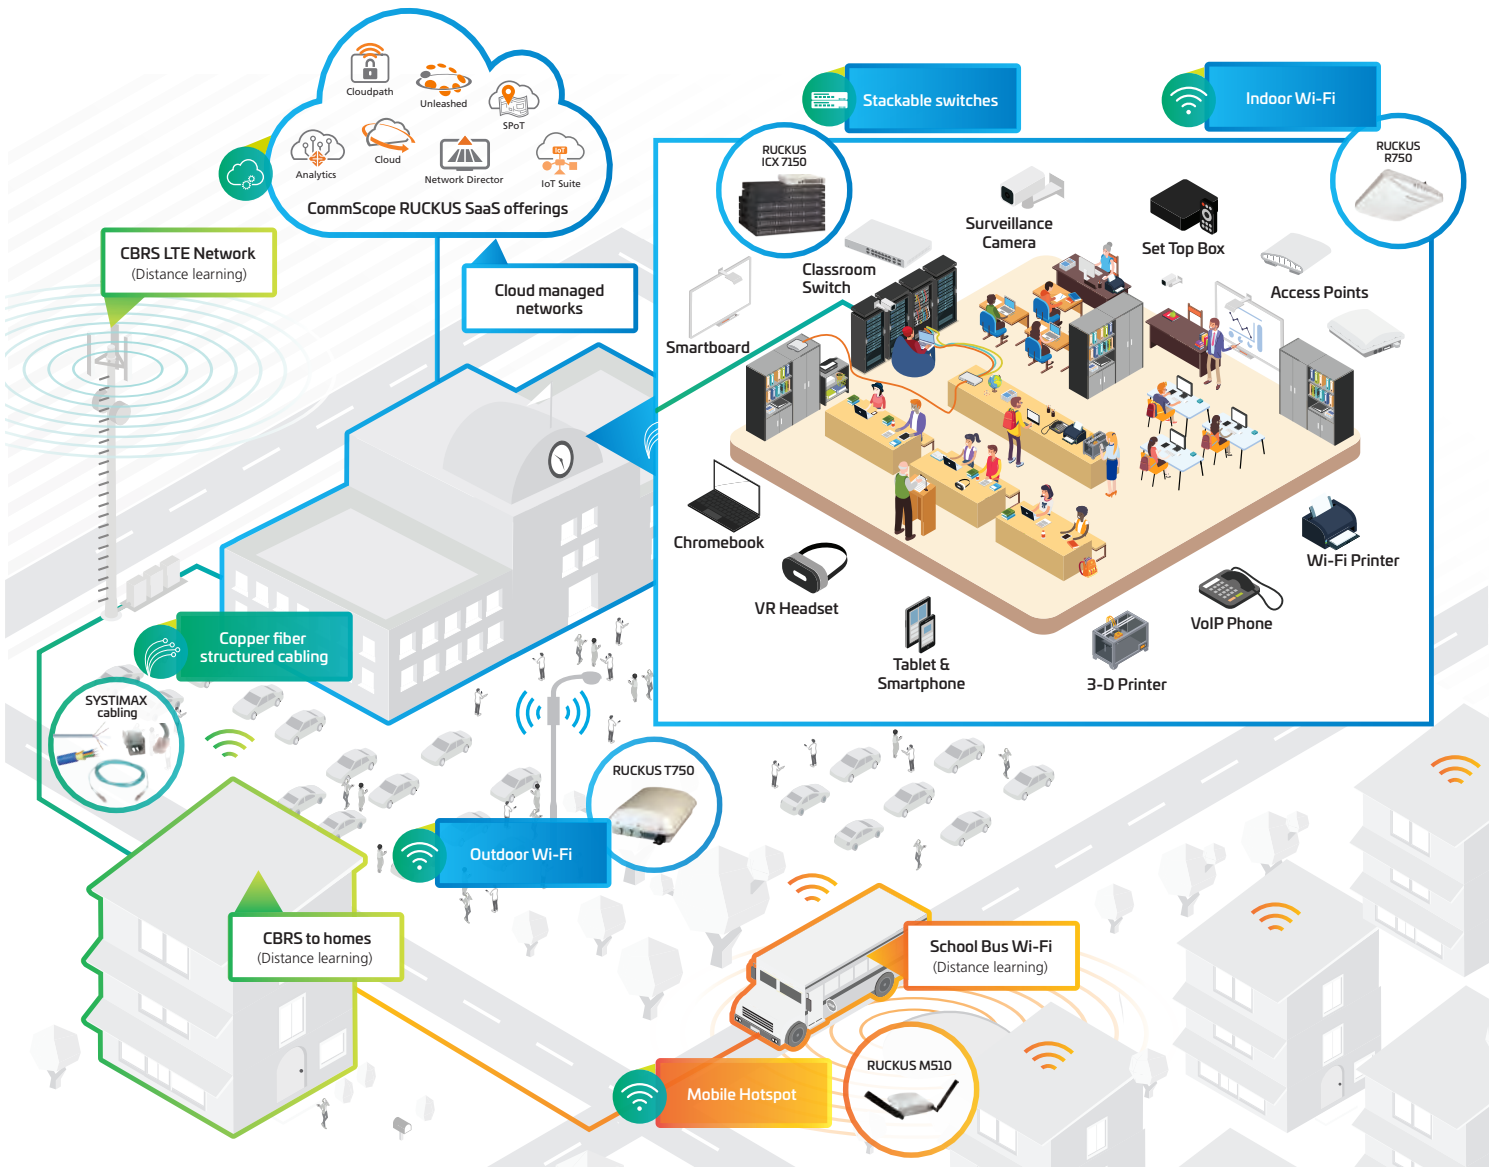 Cloudpath
Unleashed
SPoT
Analytics
Cloud
Network Director
IoT
IoT Suite
CommScope RUCKUS SaaS offerings
Stackable switches
Indoor Wi-Fi
RUCKUS
ICX 7150
RUCKUS
R750
CBRS LTE Network
(Distance learning)
Cloud managed
networks
Surveillance
Camera
Set Top Box
Classroom
Switch
Access Points
Smartboard
Chromebook
VR Headset
Tablet &
Smartphone
3-D Printer
VoIP Phone
Wi-Fi Printer
Copper fiber
structured cabling
SYSTIMAX
cabling
RUCKUS T750
Outdoor Wi-Fi
CBRS to homes
(Distance learning)
School Bus Wi-Fi
(Distance learning)
Mobile Hotspot
RUCKUS M510